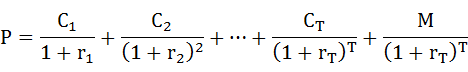 P = C₁/(1 + r₁) + C₂/(1 + r₂)² + ⋯ + C_T/(1 + r_T)^T + M/(1 + r_T)^T